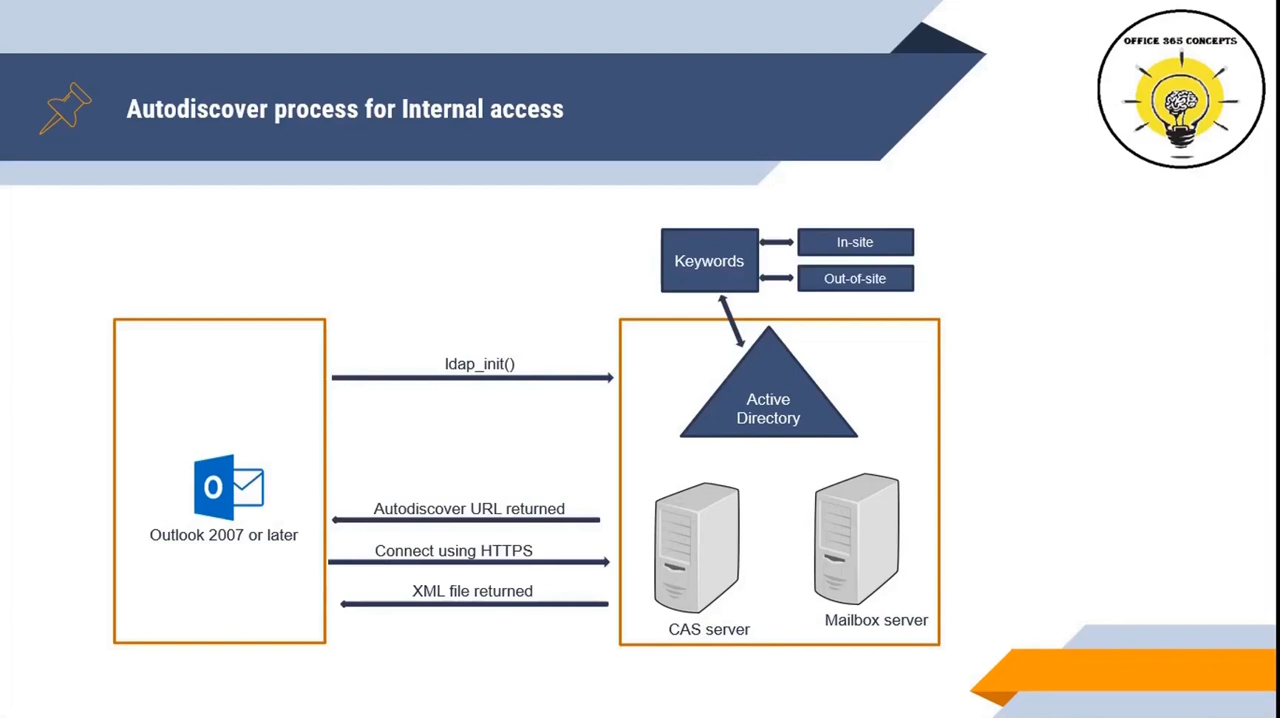 OFFICE 365 CONCEPTS
Autodiscover process for Internal access
Keywords
In-site
Out-of-site
ldap_init()
Active
Directory
O
Outlook 2007 or later
Autodiscover URL returned
Connect using HTTPS
XML file returned
CAS server
Mailbox server